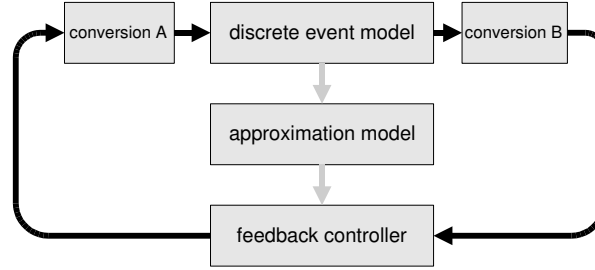 conversion A
discrete event model
conversion B
approximation model
feedback controller